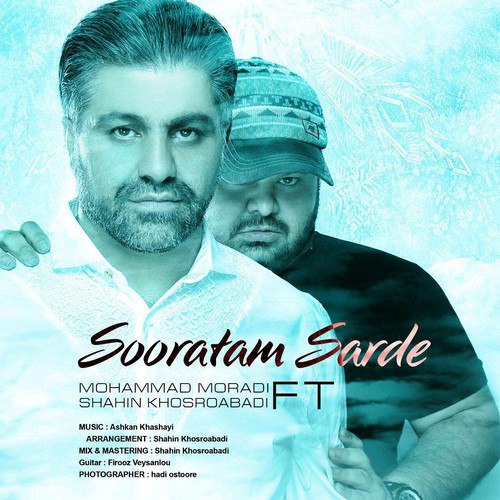 Sooratam Sarde
MOHAMMAD MORADI
SHAHIN KHOSROABADI FT
MUSIC : Ashkan Khashayi
ARRANGEMENT : Shahin Khosroabadi
MIX & MASTERING : Shahin Khosroabadi
Guitar : Firooz Veysanlou
PHOTOGRAPHER : hadi ostoore